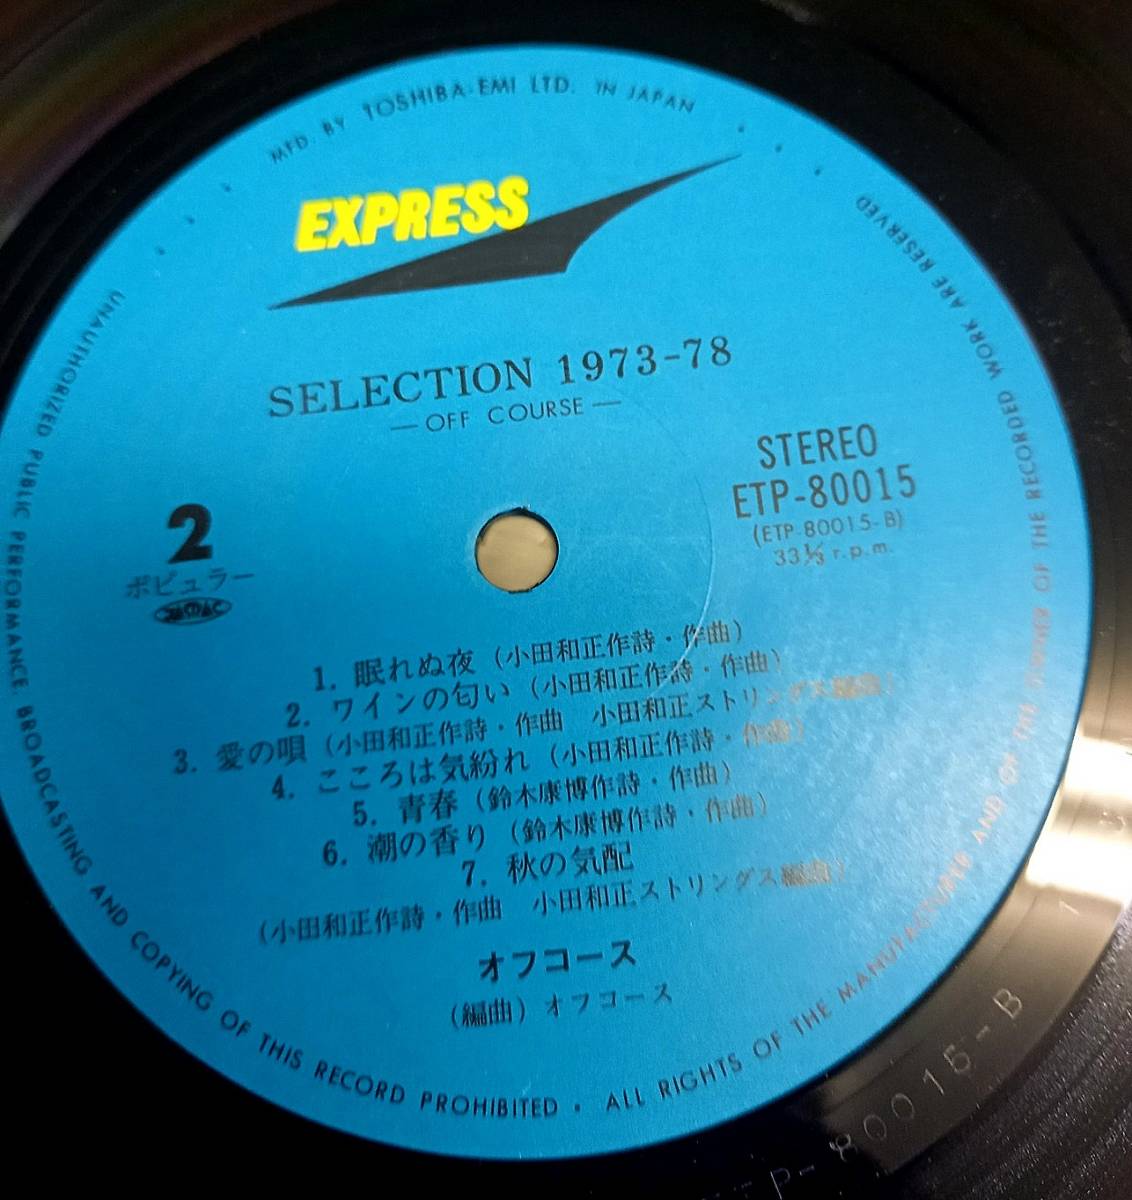 MFD. BY TOSHIBA-EMI LTD. IN JAPAN
EXPRESS
SELECTION 1973-78
— OFF COURSE —
STEREO
ETP-80015
(ETP-80015-B)
33⅓ r.p.m.
2
ポピュラー
1. 眠れぬ夜 (小田和正作詩・作曲)
2. ワインの匂い (小田和正作詩・作曲)
3. 愛の唄 (小田和正作詩・作曲 小田和正ストリングス編曲)
4. こころは気紛れ (小田和正作詩・作曲)
5. 青春 (鈴木康博作詩・作曲)
6. 潮の香り (鈴木康博作詩・作曲)
7. 秋の気配
(小田和正作詩・作曲 小田和正ストリングス編曲)
オフコース
(編曲) オフコース
UNAUTHORIZED PUBLIC PERFORMANCE, BROADCASTING AND COPYING OF THIS RECORD PROHIBITED • ALL RIGHTS OF THE MANUFACTURER AND OF THE OWNER OF THE RECORDED WORK ARE RESERVED
TP-80015-B